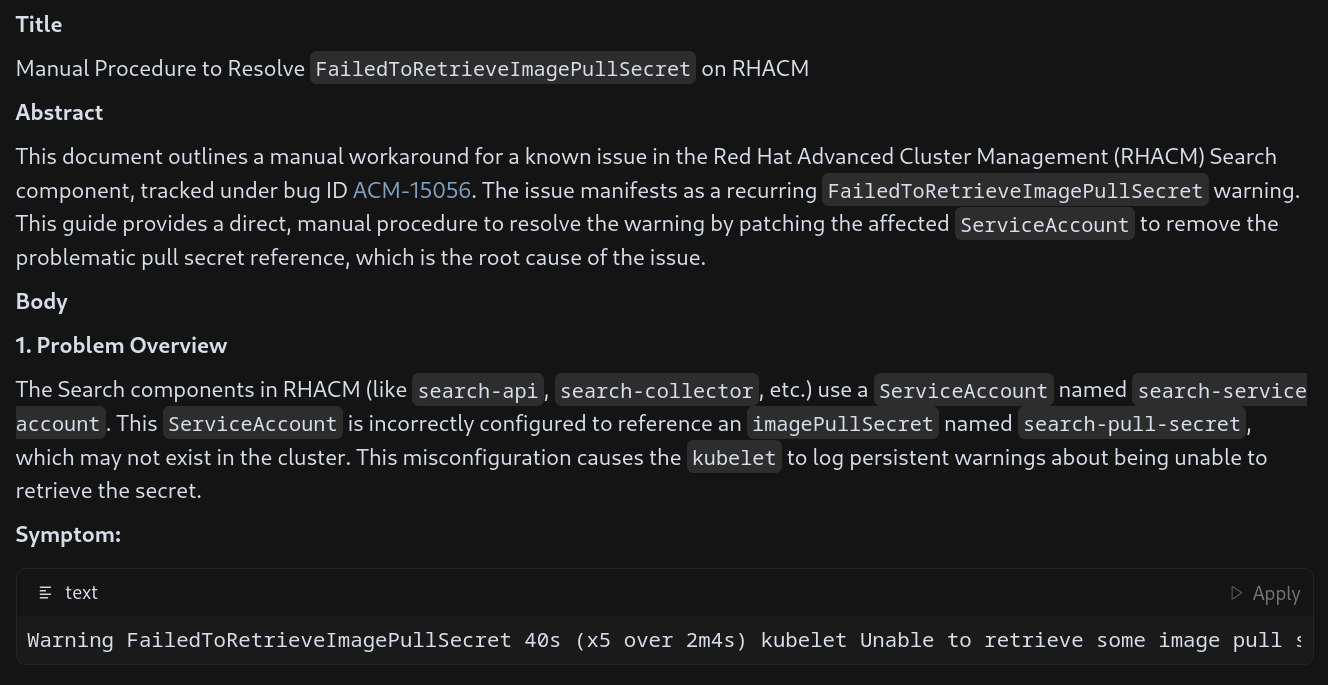 Title
Manual Procedure to Resolve FailedToRetrieveImagePullSecret on RHACM
Abstract
This document outlines a manual workaround for a known issue in the Red Hat Advanced Cluster Management (RHACM) Search
component, tracked under bug ID ACM-15056. The issue manifests as a recurring FailedToRetrieveImagePullSecret warning.
This guide provides a direct, manual procedure to resolve the warning by patching the affected ServiceAccount to remove the
problematic pull secret reference, which is the root cause of the issue.
Body
1. Problem Overview
The Search components in RHACM (like search-api, search-collector, etc.) use a ServiceAccount named search-service
account. This ServiceAccount is incorrectly configured to reference an imagePullSecret named search-pull-secret,
which may not exist in the cluster. This misconfiguration causes the kubelet to log persistent warnings about being unable to
retrieve the secret.
Symptom:
text
Apply
Warning FailedToRetrieveImagePullSecret 40s (x5 over 2m4s) kubelet Unable to retrieve some image pull